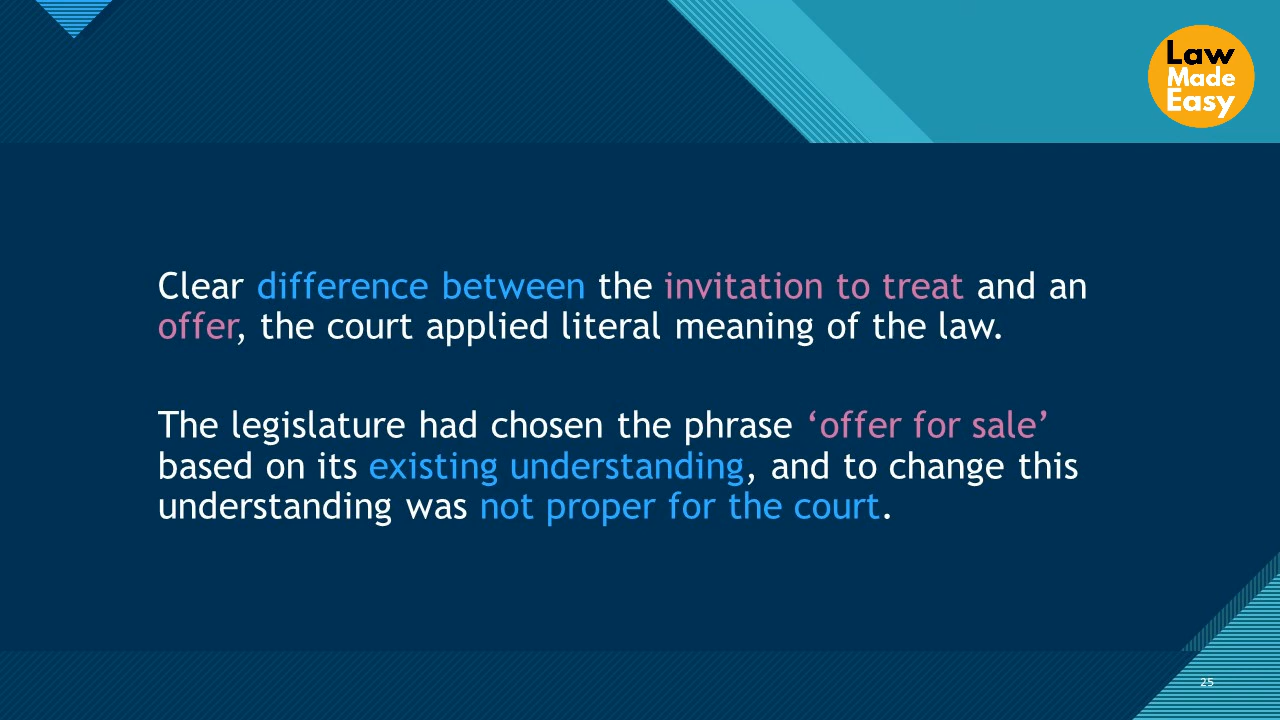 Law
Made
Easy
Clear difference between the invitation to treat and an
offer, the court applied literal meaning of the law.
The legislature had chosen the phrase ‘offer for sale’
based on its existing understanding, and to change this
understanding was not proper for the court.
25